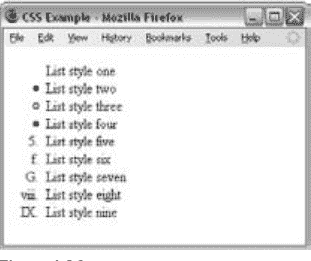 CSS Example - Mozilla Firefox
File Edit View History Bookmarks Tools Help
List style one
List style two
List style three
List style four
5. List style five
f. List style six
G. List style seven
viii. List style eight
IX. List style nine